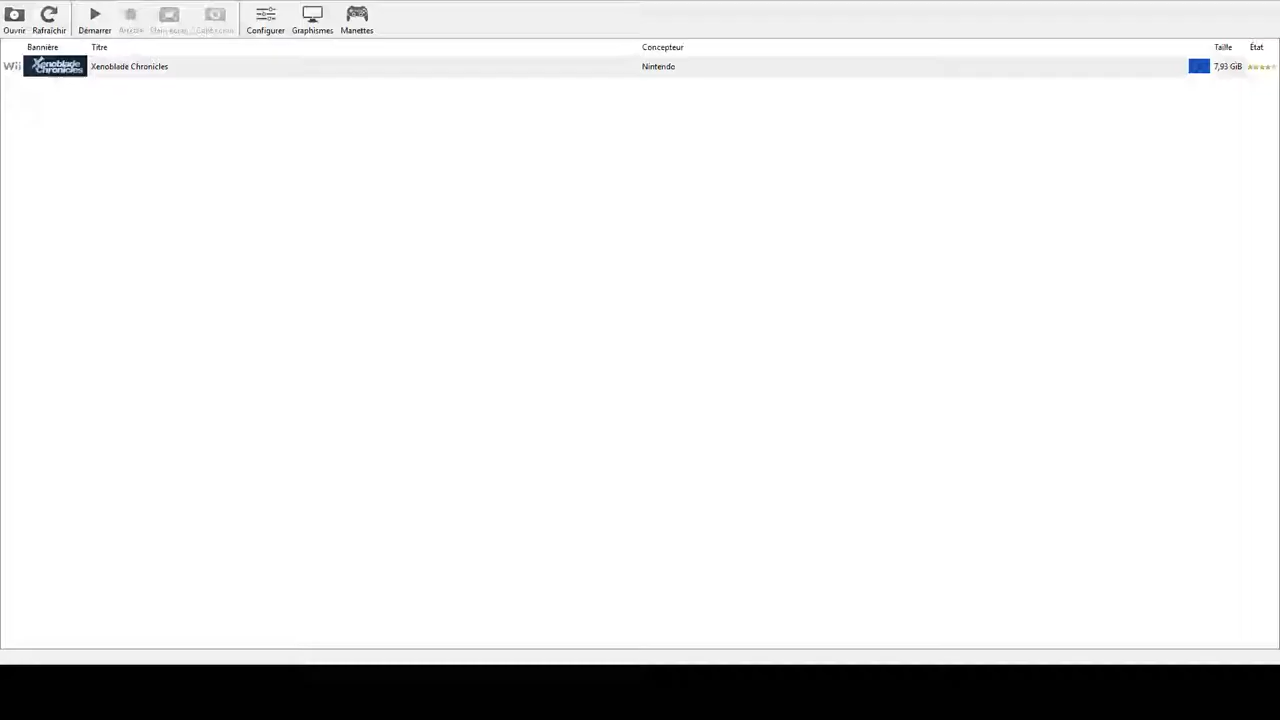 Ouvrir Rafraîchir Démarrer Configurer Graphismes Manettes
Bannière Titre Concepteur Taille État
Wii Xenoblade Chronicles Xenoblade Chronicles Nintendo 7,93 GiB